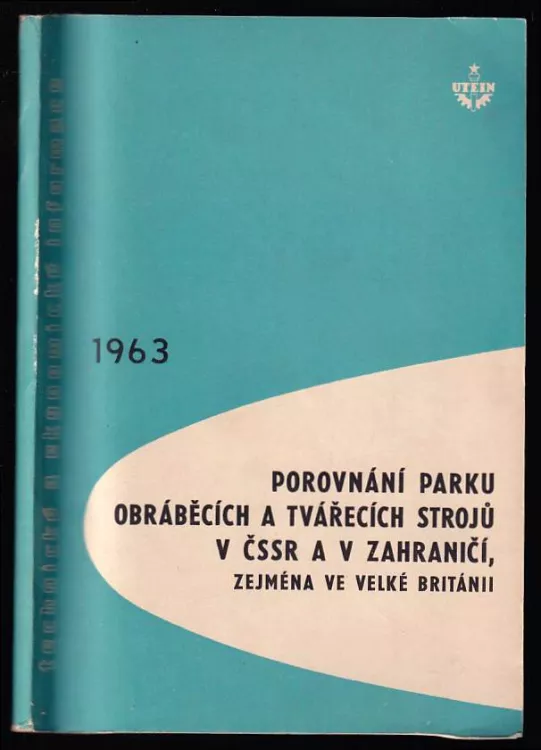 UTEIN
1963
POROVNÁNÍ PARKU
OBRÁBĚCÍCH A TVÁŘECÍCH STROJŮ
V ČSSR A V ZAHRANIČÍ,
ZEJMÉNA VE VELKÉ BRITÁNII